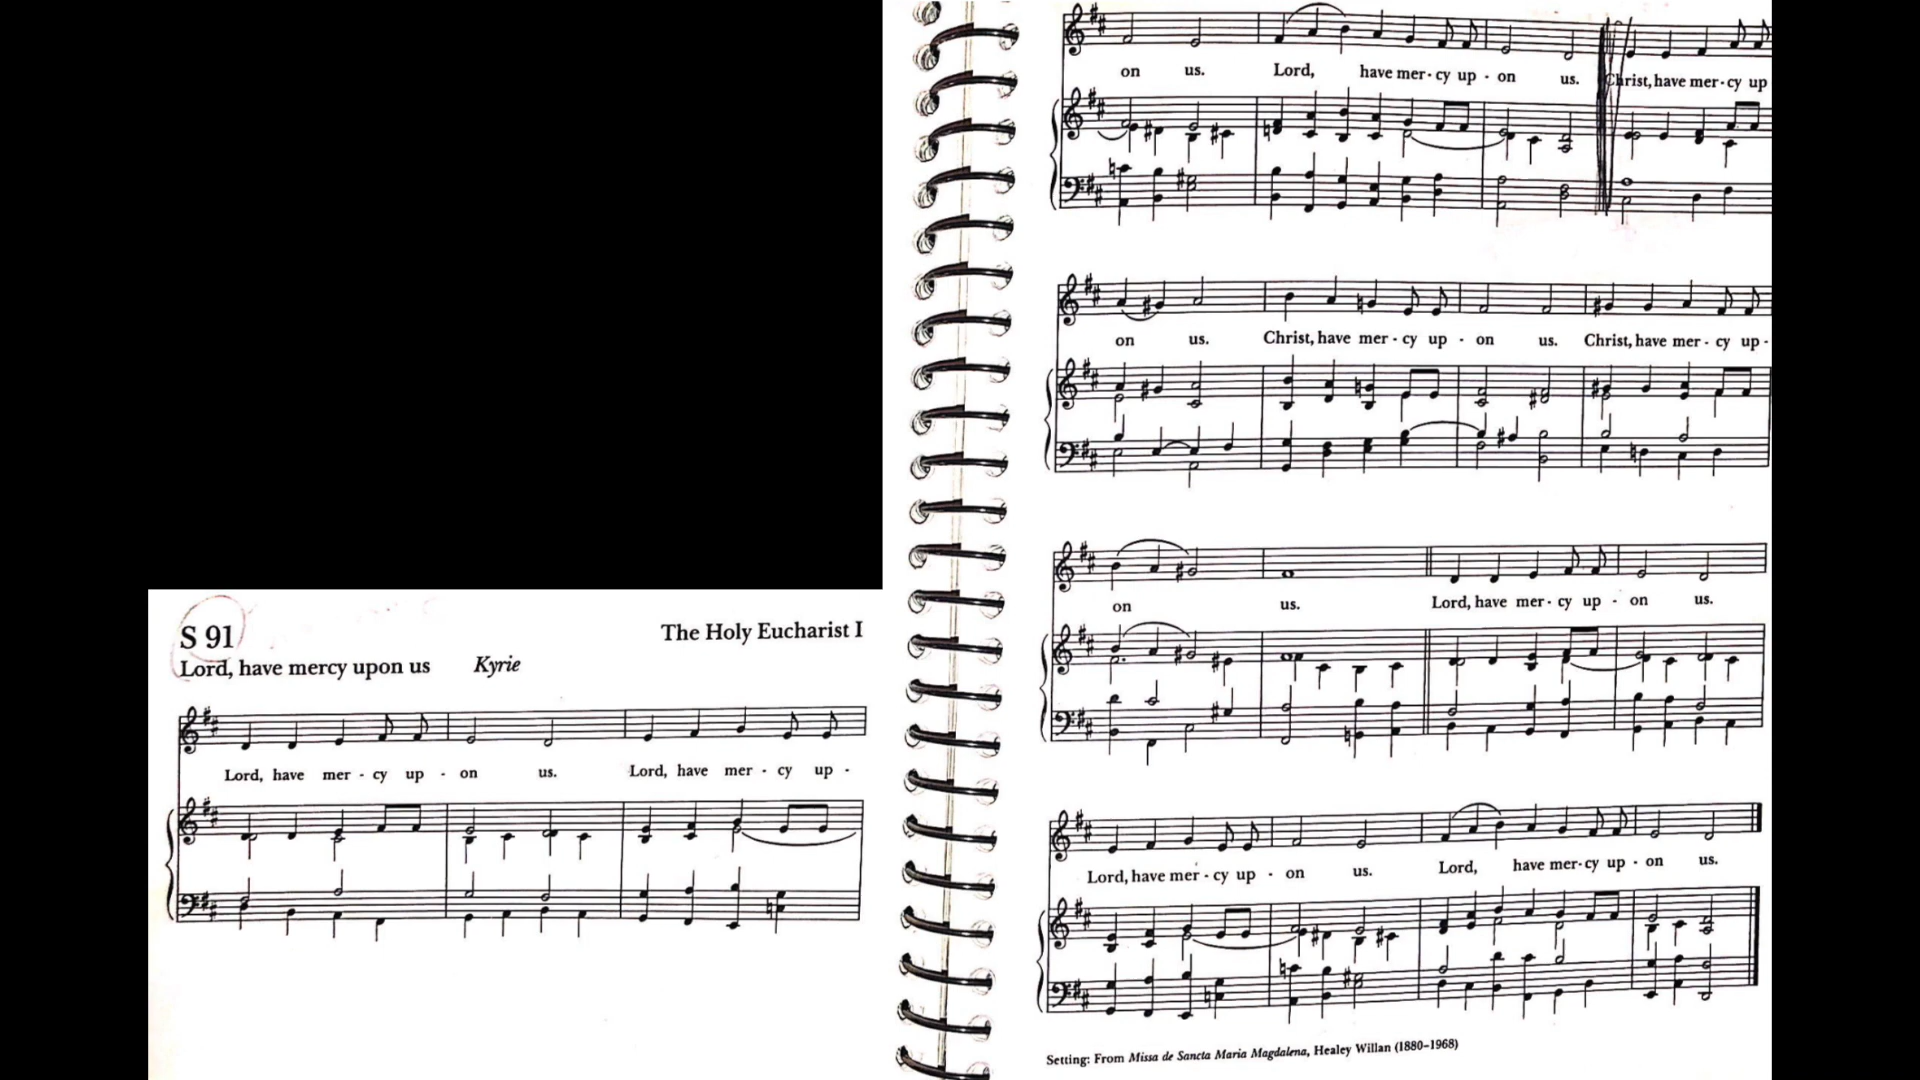 S 91
The Holy Eucharist I
Lord, have mercy upon us Kyrie
Lord, have mer - cy up - on us. Lord, have mer - cy up -
on us. Lord, have mer - cy up - on us. Christ, have mer - cy up
on us. Christ, have mer - cy up - on us. Christ, have mer - cy up -
on us. Lord, have mer - cy up - on us.
Lord, have mer - cy up - on us. Lord, have mer - cy up - on us.
Setting: From Missa de Sancta Maria Magdalena, Healey Willan (1880–1968)